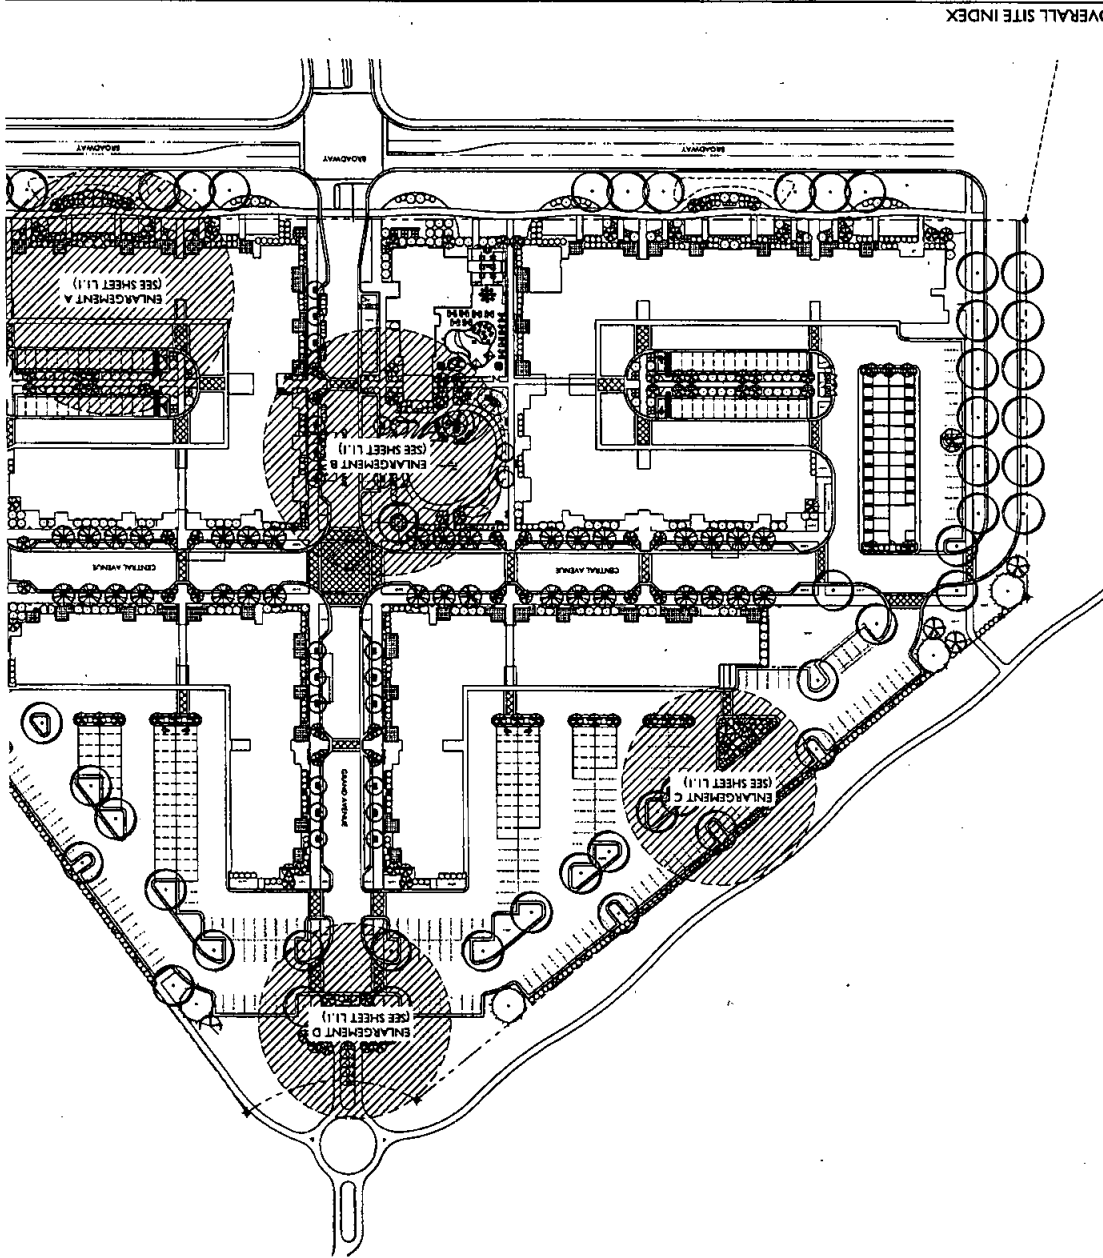 ENLARGEMENT D
(SEE SHEET L1.1)
GRAND AVENUE
ENLARGEMENT C
(SEE SHEET L1.1)
CENTRAL AVENUE
CENTRAL AVENUE
ENLARGEMENT B
(SEE SHEET L1.1)
ENLARGEMENT A
(SEE SHEET L1.1)
BROADWAY
BROADWAY
BROADWAY
OVERALL SITE INDEX